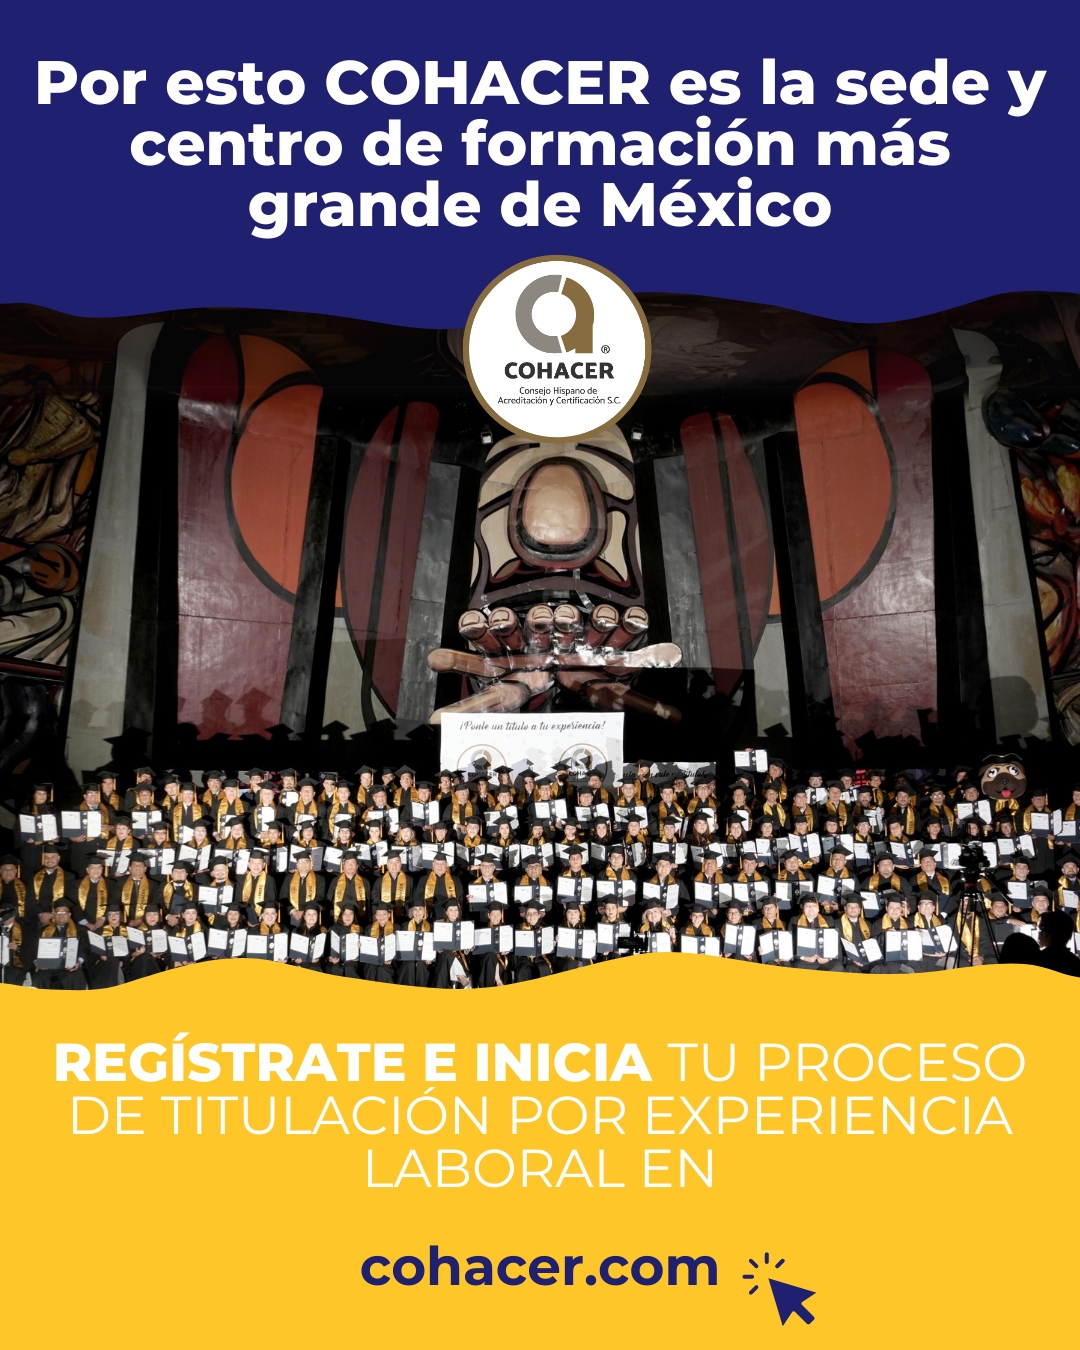 Por esto COHACER es la sede y
centro de formación más
grande de México
®
COHACER
Consejo Hispano de
Acreditación y Certificación S.C.
¡Ponle un título a tu experiencia!
REGÍSTRATE E INICIA TU PROCESO
DE TITULACIÓN POR EXPERIENCIA
LABORAL EN
cohacer.com